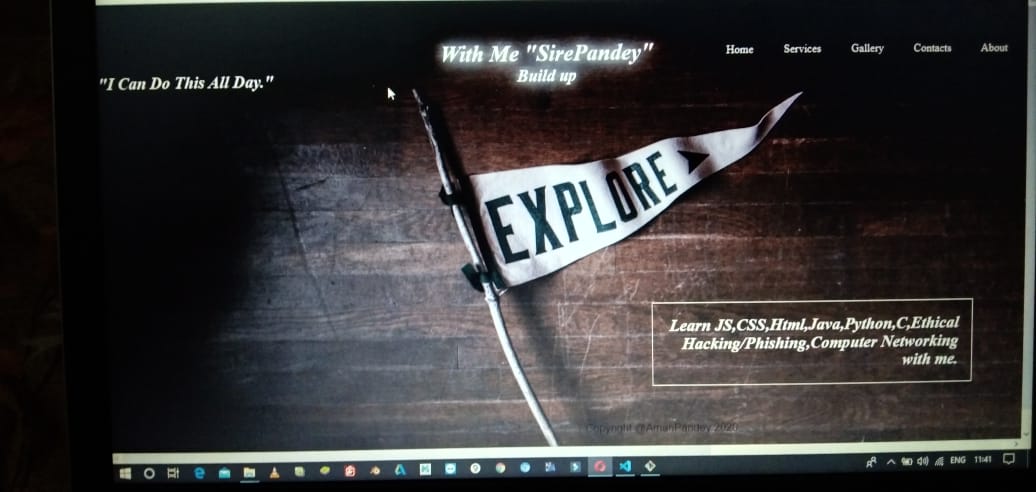 With Me "SirePandey"
Build up
Home Services Gallery Contacts About
"I Can Do This All Day."
EXPLORE
Learn JS,CSS,Html,Java,Python,C,Ethical
Hacking/Phishing,Computer Networking
with me.
Copyright @AmanPandey 2020
ENG 11:41